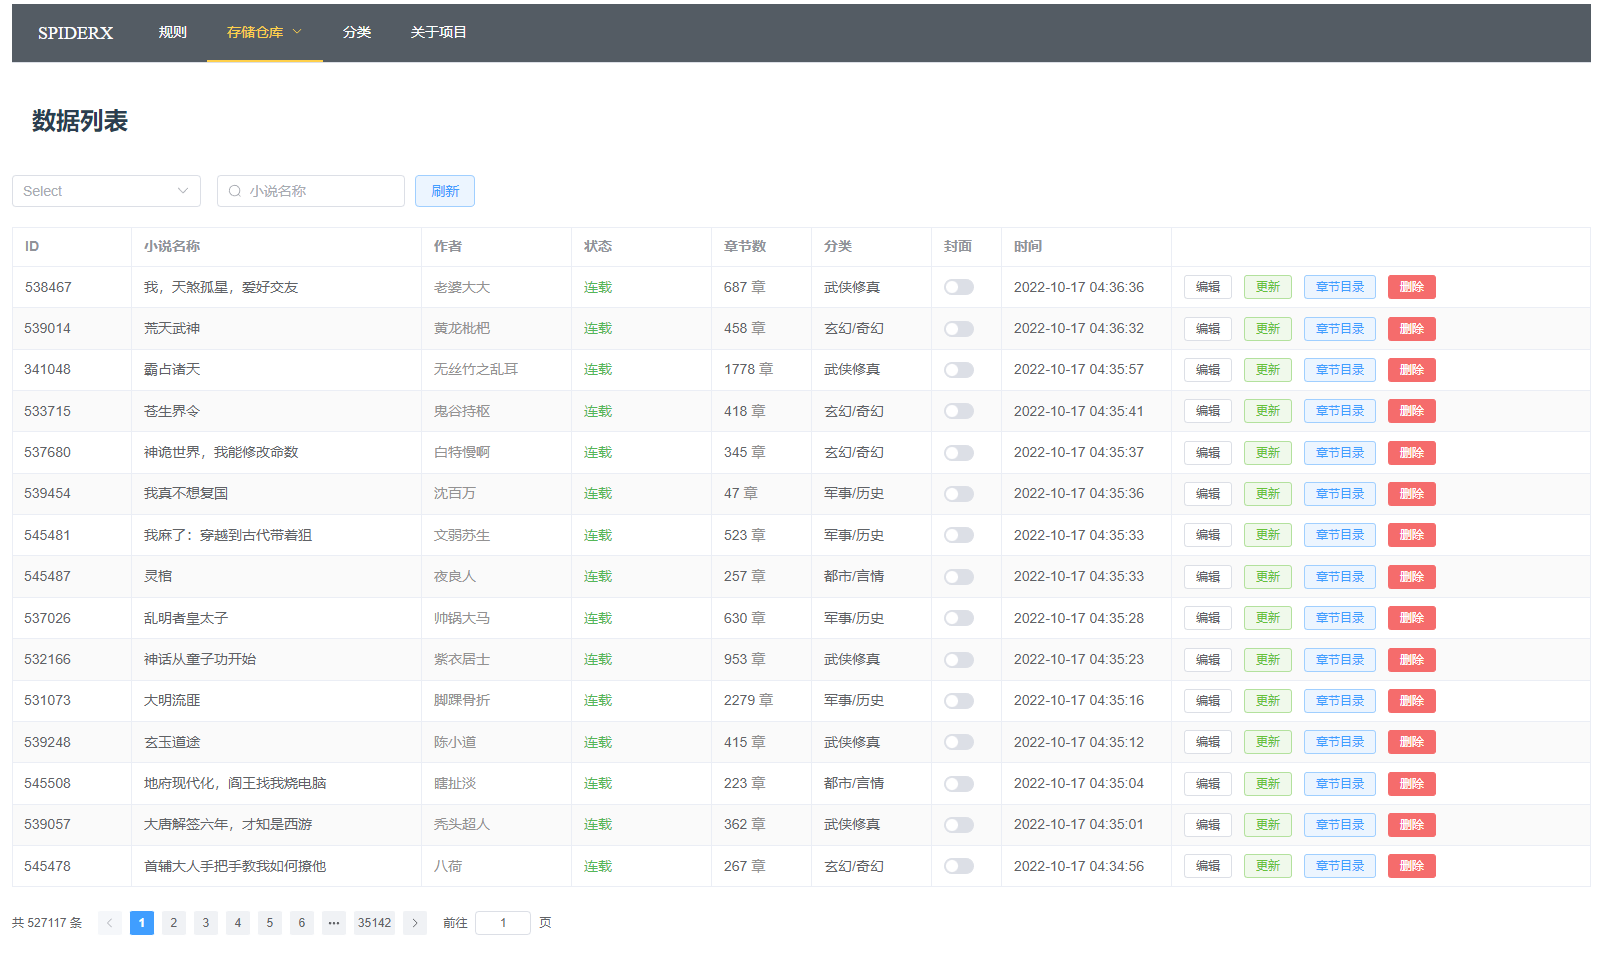 SPIDERX 规则 存储仓库 分类 关于项目
数据列表
Select 小说名称 刷新
ID 小说名称 作者 状态 章节数 分类 封面 时间
538467 我，天煞孤星，爱好交友 老婆大大 连载 687 章 武侠修真 2022-10-17 04:36:36 编辑 更新 章节目录 删除
539014 荒天武神 黄龙枇杷 连载 458 章 玄幻/奇幻 2022-10-17 04:36:32 编辑 更新 章节目录 删除
341048 霸占诸天 无丝竹之乱耳 连载 1778 章 武侠修真 2022-10-17 04:35:57 编辑 更新 章节目录 删除
533715 苍生界令 鬼谷持枢 连载 418 章 玄幻/奇幻 2022-10-17 04:35:41 编辑 更新 章节目录 删除
537680 神诡世界，我能修改命数 白特慢啊 连载 345 章 玄幻/奇幻 2022-10-17 04:35:37 编辑 更新 章节目录 删除
539454 我真不想复国 沈百万 连载 47 章 军事/历史 2022-10-17 04:35:36 编辑 更新 章节目录 删除
545481 我麻了：穿越到古代带着狙 文弱苏生 连载 523 章 军事/历史 2022-10-17 04:35:33 编辑 更新 章节目录 删除
545487 灵棺 夜良人 连载 257 章 都市/言情 2022-10-17 04:35:33 编辑 更新 章节目录 删除
537026 乱明者皇太子 帅锅大马 连载 630 章 军事/历史 2022-10-17 04:35:28 编辑 更新 章节目录 删除
532166 神话从童子功开始 紫衣居士 连载 953 章 武侠修真 2022-10-17 04:35:23 编辑 更新 章节目录 删除
531073 大明流匪 脚踝骨折 连载 2279 章 军事/历史 2022-10-17 04:35:16 编辑 更新 章节目录 删除
539248 玄玉道途 陈小道 连载 415 章 武侠修真 2022-10-17 04:35:12 编辑 更新 章节目录 删除
545508 地府现代化，阎王找我烧电脑 瞎扯淡 连载 223 章 都市/言情 2022-10-17 04:35:04 编辑 更新 章节目录 删除
539057 大唐解签六年，才知是西游 秃头超人 连载 362 章 武侠修真 2022-10-17 04:35:01 编辑 更新 章节目录 删除
545478 首辅大人手把手教我如何撩他 八荷 连载 267 章 玄幻/奇幻 2022-10-17 04:34:56 编辑 更新 章节目录 删除
共 527117 条 1 2 3 4 5 6 ••• 35142 前往 1 页